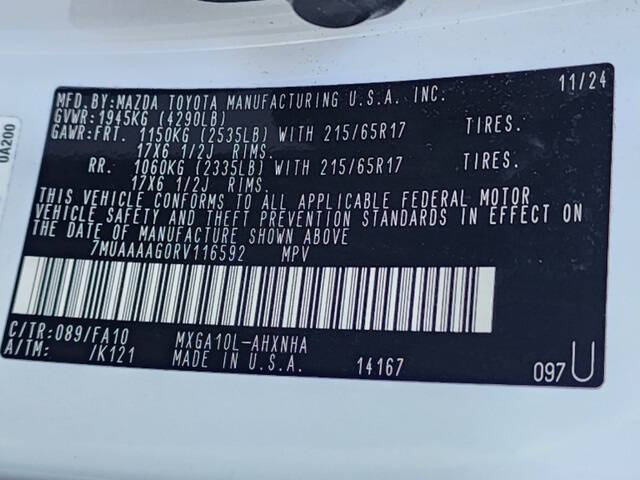 MFD. BY:MAZDA TOYOTA MANUFACTURING U.S.A. INC. 11/24
GVWR:1945KG (4290LB)
GAWR:FRT. 1150KG (2535LB) WITH 215/65R17 TIRES.
17X6 1/2J RIMS.
RR. 1060KG (2335LB) WITH 215/65R17 TIRES.
17X6 1/2J RIMS.
THIS VEHICLE CONFORMS TO ALL APPLICABLE FEDERAL MOTOR
VEHICLE SAFETY AND THEFT PREVENTION STANDARDS IN EFFECT ON
THE DATE OF MANUFACTURE SHOWN ABOVE
7MUAAAAG0RV116592 MPV
C/TR:089/FA10 MXGA10L-AHXNHA
A/TM: /K121 MADE IN U.S.A. 14167 097U
0A200